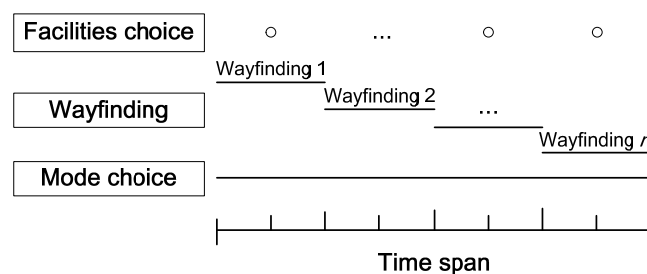 Facilities choice
...
Wayfinding 1
Wayfinding 2
Wayfinding
...
Wayfinding n
Mode choice
Time span